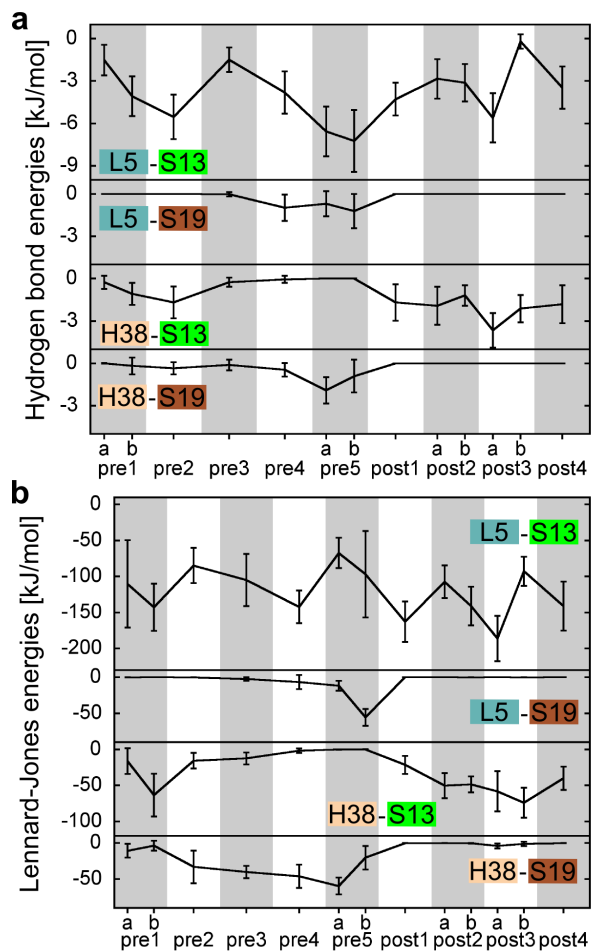 a
Hydrogen bond energies [kJ/mol]
0
-3
-6
-9
L5 - S13
0
-3
L5 - S19
0
-3
H38 - S13
0
-3
H38 - S19
a b a b a b a b
pre1 pre2 pre3 pre4 pre5 post1 post2 post3 post4
b
Lennard-Jones energies [kJ/mol]
0
-50
-100
-150
-200
L5 - S13
0
-50
L5 - S19
0
-50
-100
H38 - S13
0
-50
H38 - S19
a b a b a b a b
pre1 pre2 pre3 pre4 pre5 post1 post2 post3 post4